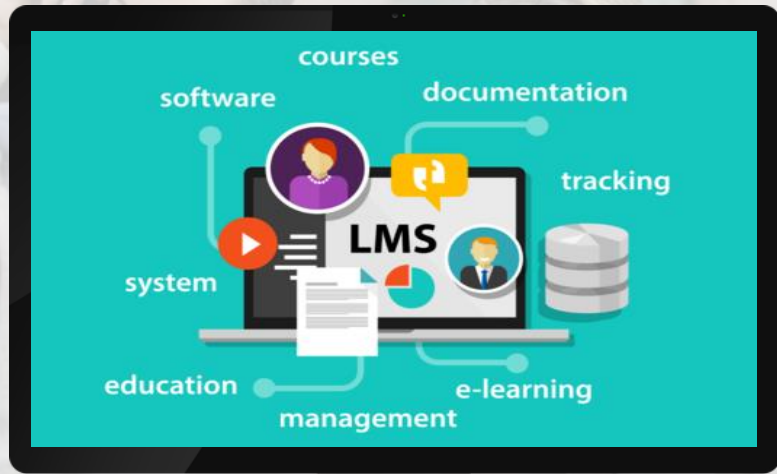 courses
software
documentation
tracking
LMS
system
education
e-learning
management